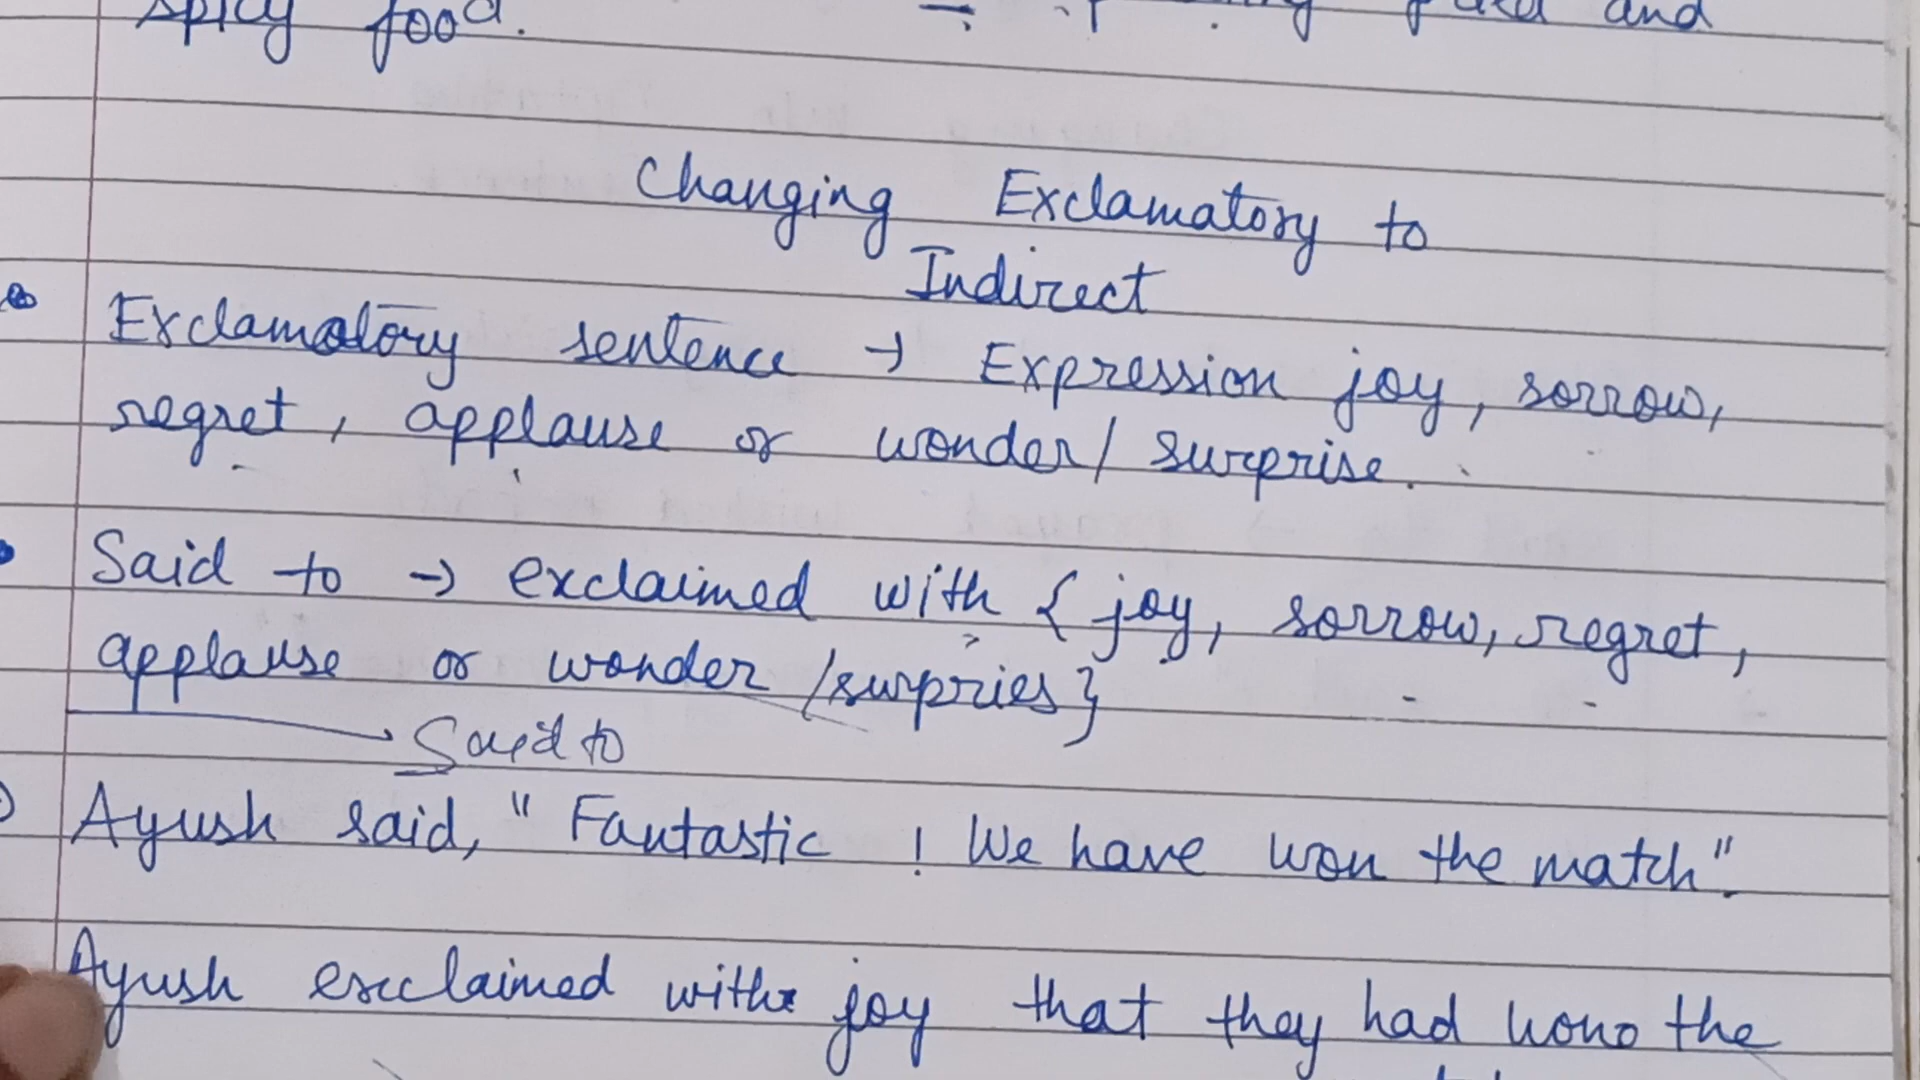 spicy food. and
Changing Exclamatory to
Indirect
Exclamatory sentence → Expression joy, sorrow,
regret, applause or wonder/ surprise.
Said to → exclaimed with { joy, sorrow, regret,
applause or wonder /surpries}
Said to
Ayush said, " Fantastic ! We have won the match".
Ayush exclaimed with joy that they had wono the